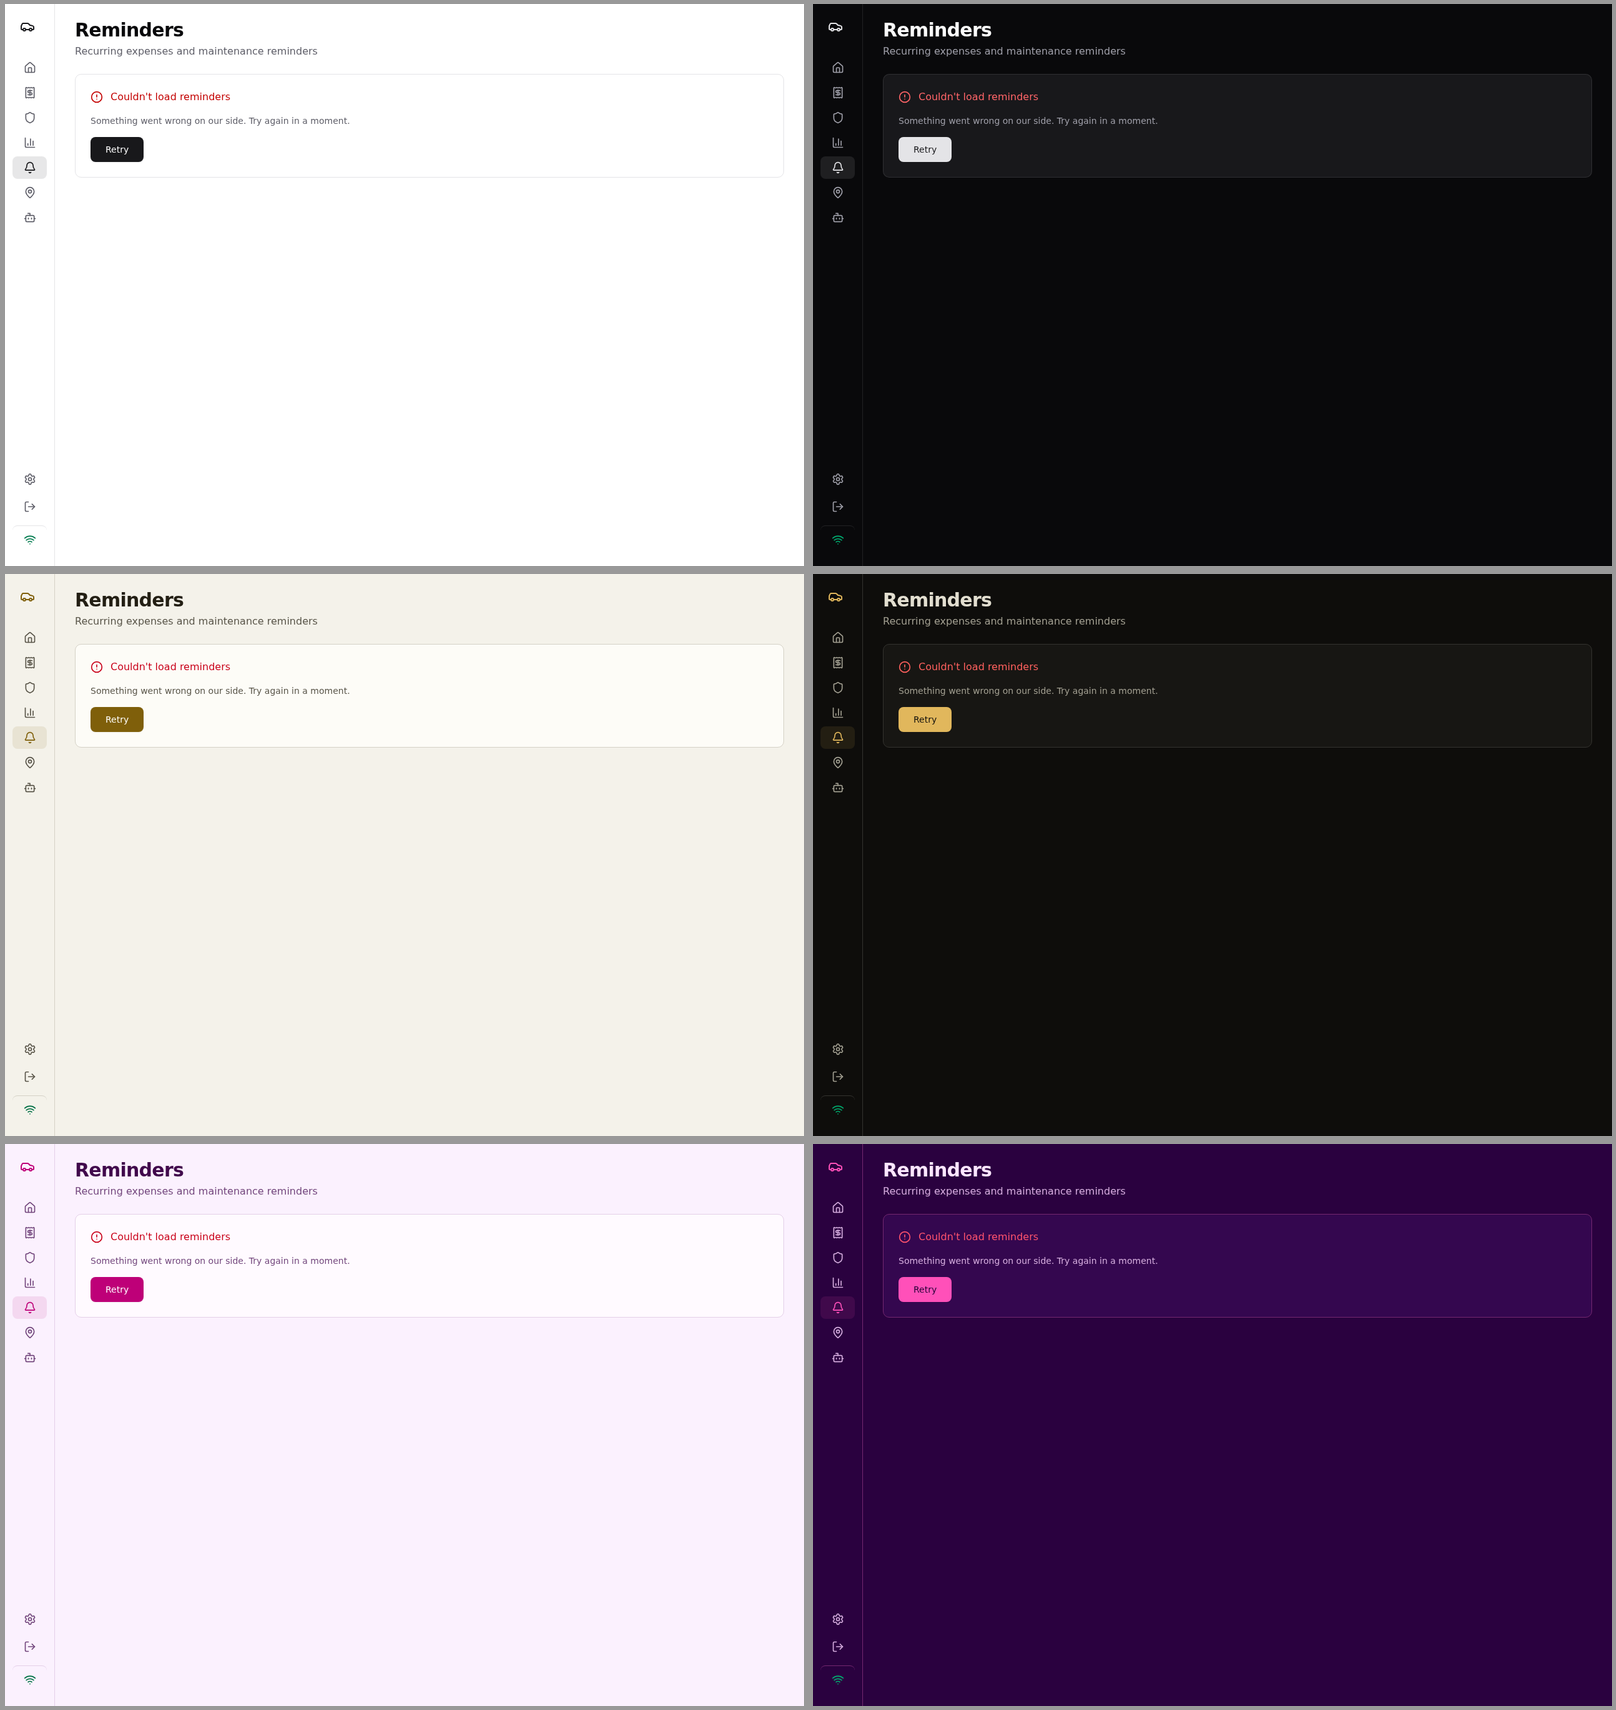 Reminders
Recurring expenses and maintenance reminders
Couldn't load reminders
Something went wrong on our side. Try again in a moment.
Retry
Reminders
Recurring expenses and maintenance reminders
Couldn't load reminders
Something went wrong on our side. Try again in a moment.
Retry
Reminders
Recurring expenses and maintenance reminders
Couldn't load reminders
Something went wrong on our side. Try again in a moment.
Retry
Reminders
Recurring expenses and maintenance reminders
Couldn't load reminders
Something went wrong on our side. Try again in a moment.
Retry
Reminders
Recurring expenses and maintenance reminders
Couldn't load reminders
Something went wrong on our side. Try again in a moment.
Retry
Reminders
Recurring expenses and maintenance reminders
Couldn't load reminders
Something went wrong on our side. Try again in a moment.
Retry